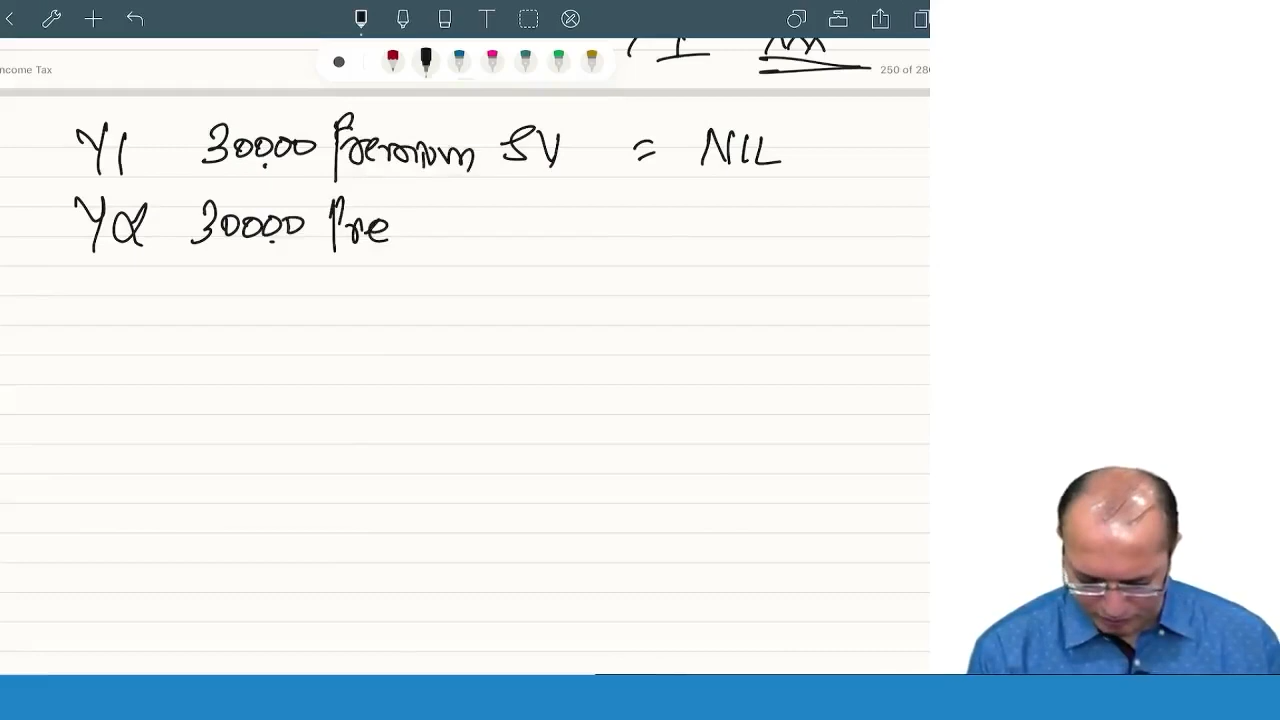 ncome Tax
250 of 28
Y1 30000 Premium SV = NIL
Y2 30000 Pre